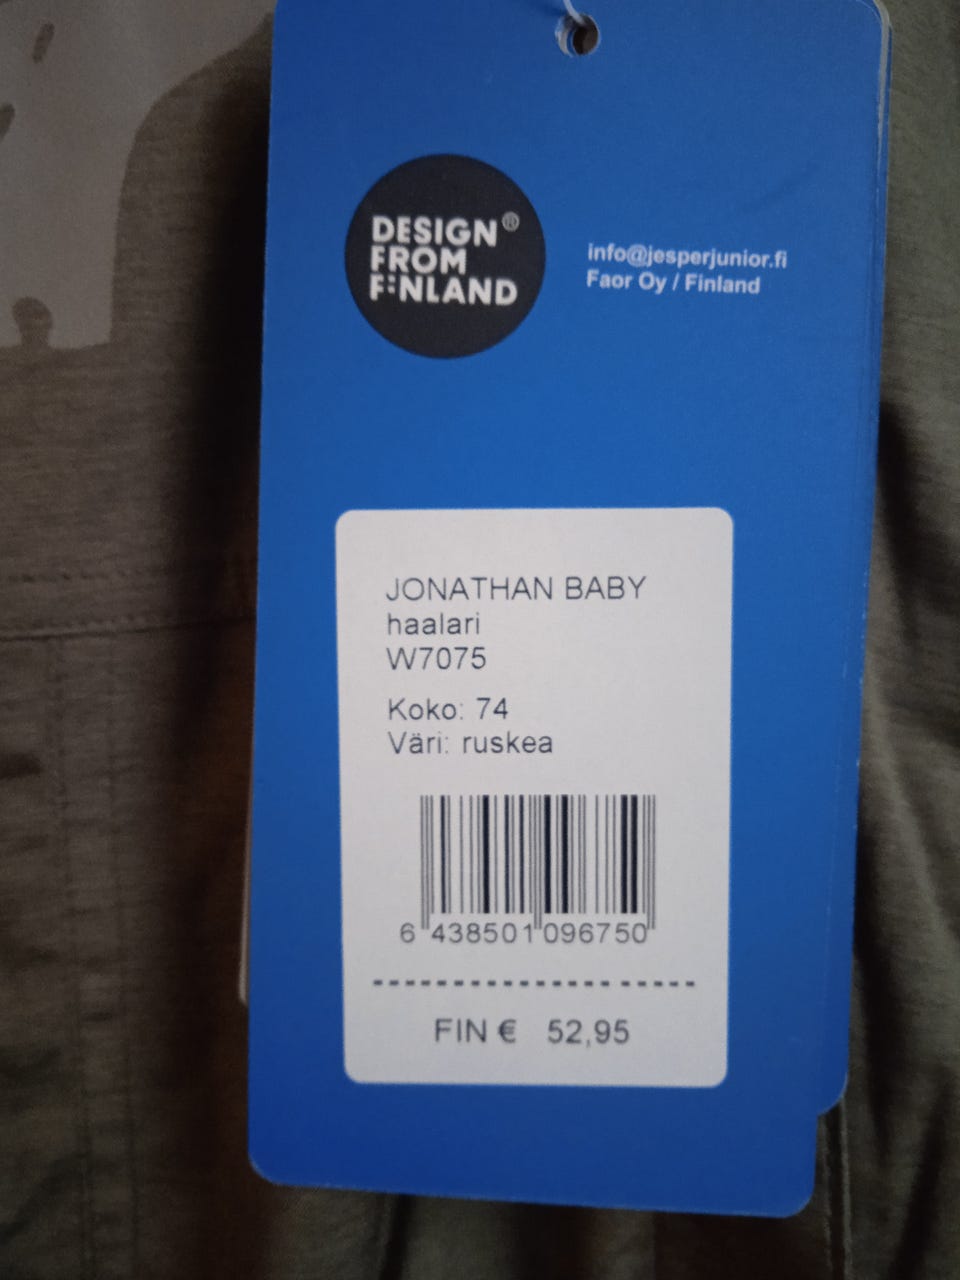 DESIGN®
FROM
FINLAND
info@jesperjunior.fi
Faor Oy / Finland
JONATHAN BABY
haalari
W7075
Koko: 74
Väri: ruskea
6 438501 096750
FIN € 52,95